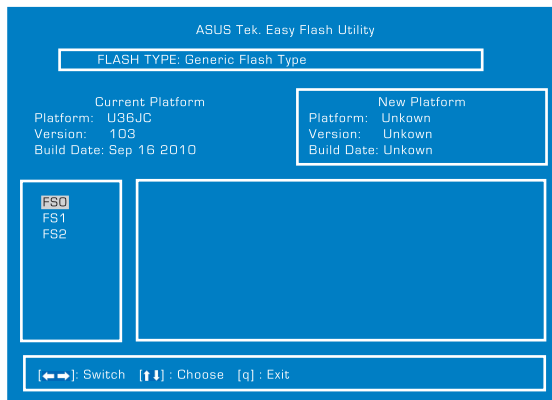 ASUS Tek. Easy Flash Utility
FLASH TYPE: Generic Flash Type
Current Platform
Platform: U36JC
Version: 103
Build Date: Sep 16 2010
New Platform
Platform: Unkown
Version: Unkown
Build Date: Unkown
FS0
FS1
FS2
[⬅➡]: Switch [⬆⬇] : Choose [q] : Exit